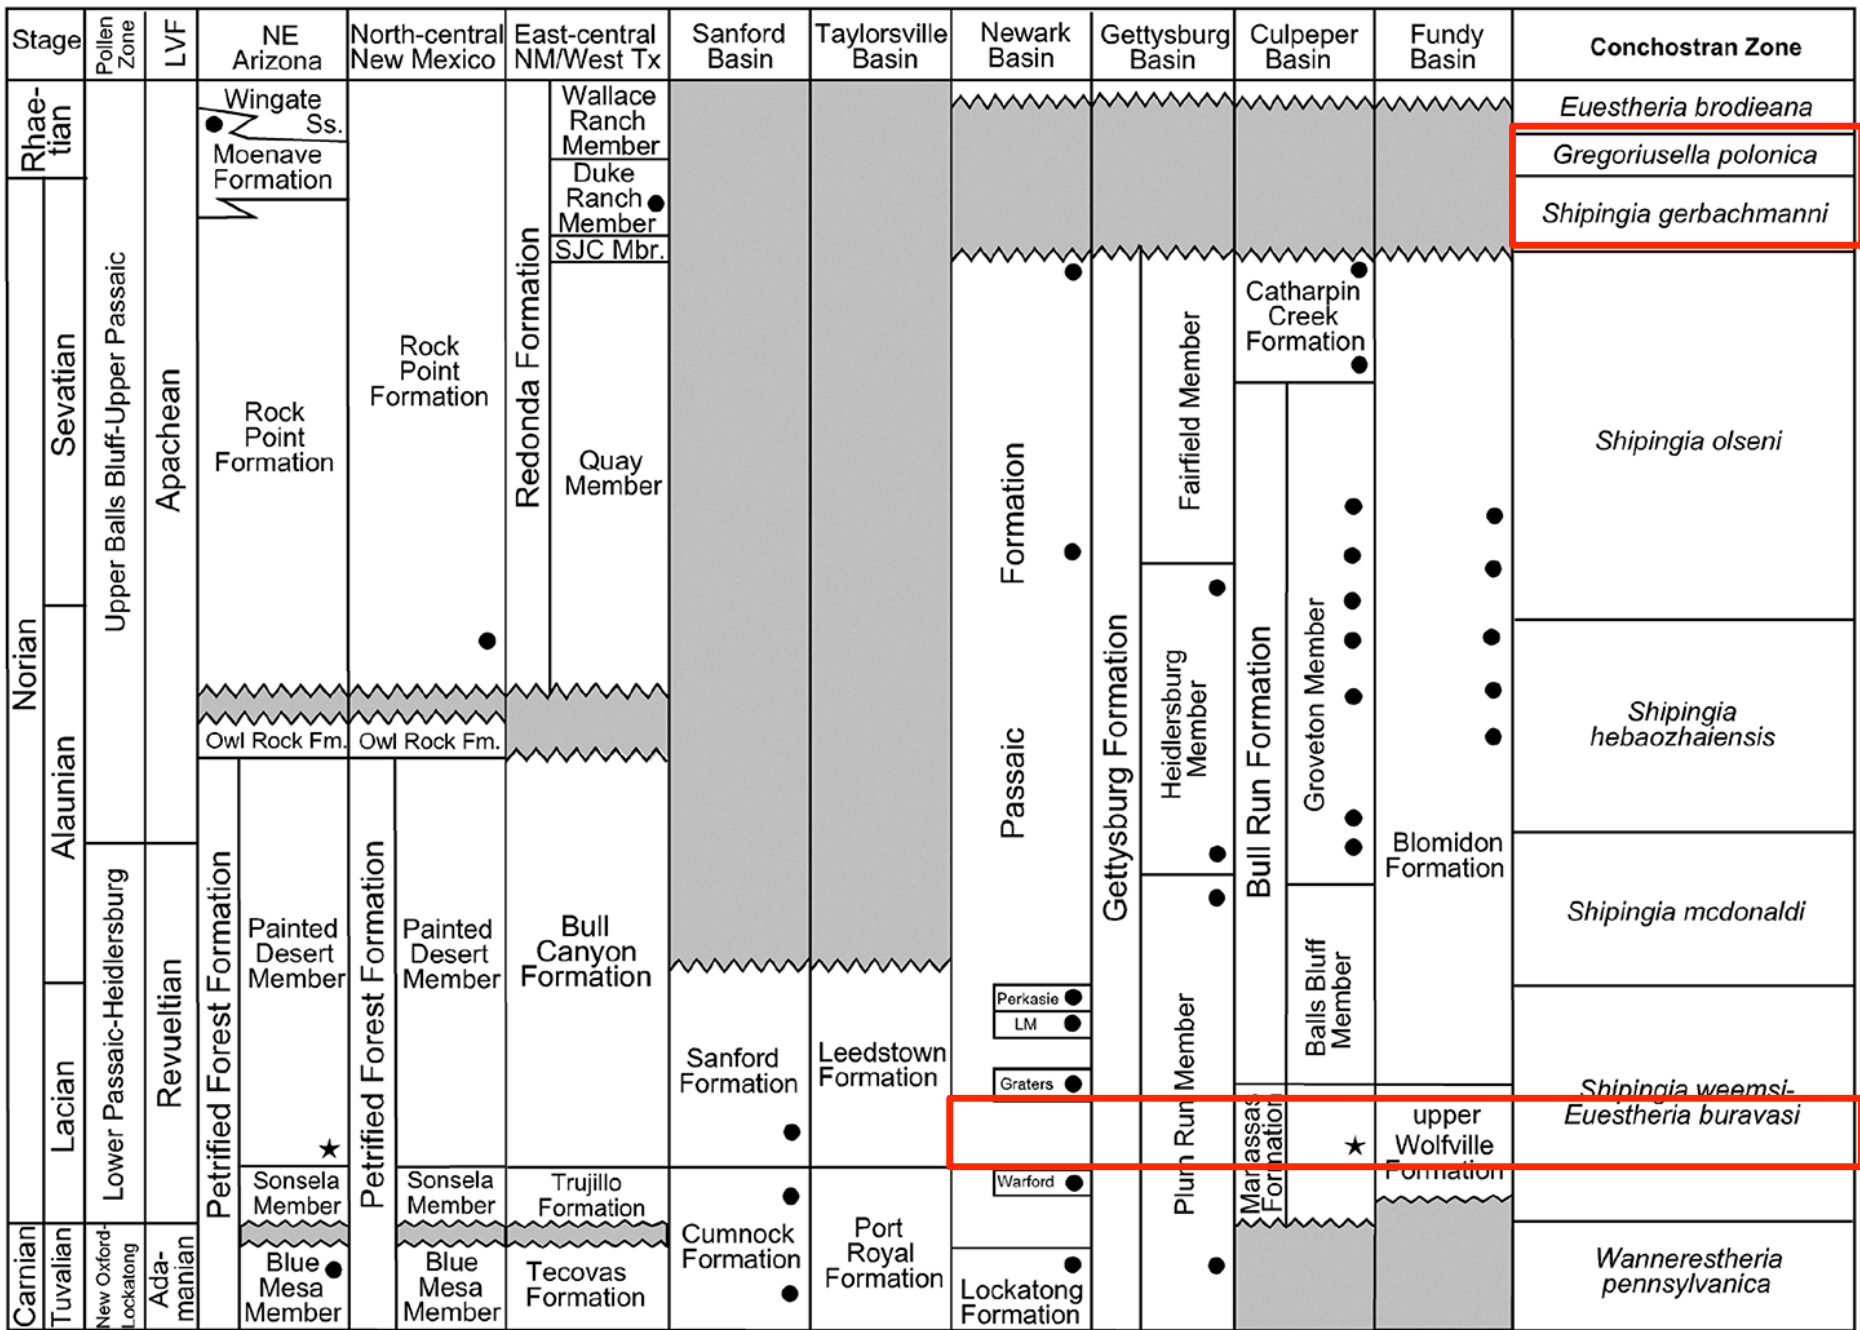 Stage
Pollen
Zone
LVF
NE
Arizona
North-central
New Mexico
East-central
NM/West Tx
Sanford
Basin
Taylorsville
Basin
Newark
Basin
Gettysburg
Basin
Culpeper
Basin
Fundy
Basin
Conchostran Zone
Rhae-
tian
Norian
Carnian
Sevatian
Alaunian
Lacian
Tuvalian
Upper Balls Bluff-Upper Passaic
Lower Passaic-Heidlersburg
New Oxford-
Lockatong
Apachean
Revueltian
Ada-
manian
Wingate
Ss.
Moenave
Formation
Rock
Point
Formation
Owl Rock Fm.
Petrified Forest Formation
Painted
Desert
Member
Sonsela
Member
Blue
Mesa
Member
Rock
Point
Formation
Owl Rock Fm.
Petrified Forest Formation
Painted
Desert
Member
Sonsela
Member
Blue
Mesa
Member
Redonda Formation
Wallace
Ranch
Member
Duke
Ranch
Member
SJC Mbr.
Quay
Member
Bull
Canyon
Formation
Trujillo
Formation
Tecovas
Formation
Sanford
Formation
Cumnock
Formation
Leedstown
Formation
Port
Royal
Formation
Passaic Formation
Perkasie
LM
Graters
Warford
Lockatong
Formation
Gettysburg Formation
Fairfield Member
Heidlersburg
Member
Plum Run Member
Catharpin
Creek
Formation
Bull Run Formation
Groveton Member
Balls Bluff
Member
Manassas
Formation
Blomidon
Formation
upper
Wolfville
Formation
Euestheria brodieana
Gregoriusella polonica
Shipingia gerbachmanni
Shipingia olseni
Shipingia
hebaozhaiensis
Shipingia mcdonaldi
Shipingia weemsi-
Euestheria buravasi
Wannerestheria
pennsylvanica